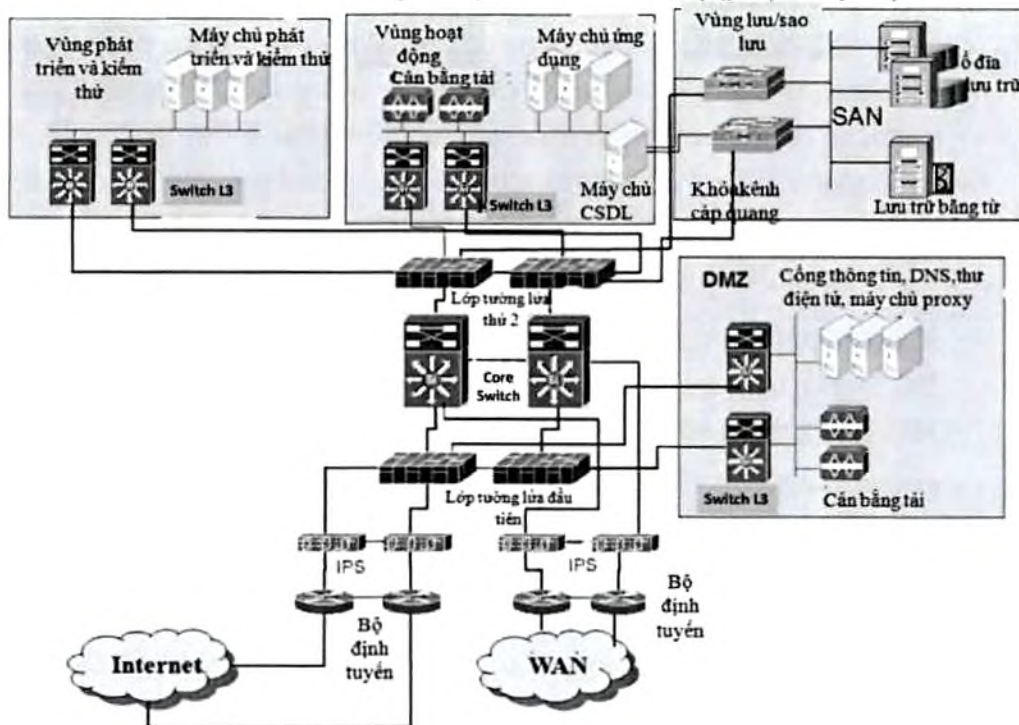 Vùng phát
triển và kiểm
thử
Máy chủ phát
triển và kiểm thử
Switch L3
Vùng hoạt
động
Cân bằng tải
Máy chủ ứng
dụng
Switch L3
Máy chủ
CSDL
Vùng lưu/sao
lưu
SAN
ổ đĩa
lưu trữ
Khóa kênh
cáp quang
Lưu trữ băng từ
Lớp tường lửa
thứ 2
Core
Switch
DMZ
Cổng thông tin, DNS, thư
điện tử, máy chủ proxy
Switch L3
Cân bằng tải
Lớp tường lửa đầu
tiên
IPS
IPS
Bộ
định
tuyến
Bộ
định
tuyến
Internet
WAN